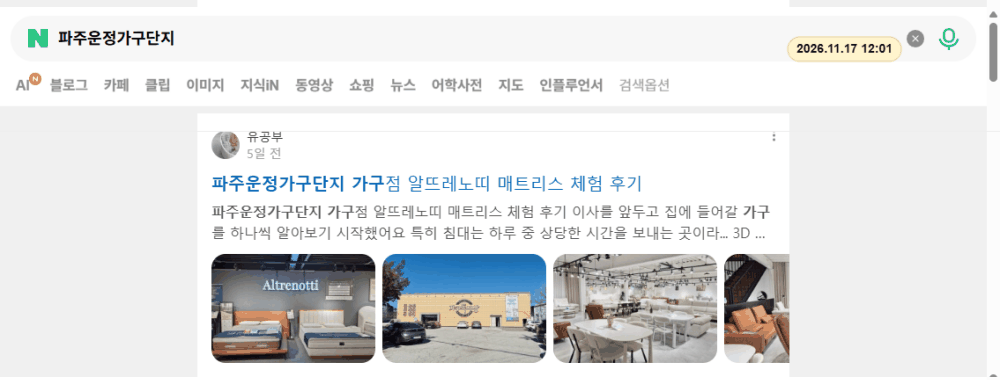 파주운정가구단지
2026.11.17 12:01
AI N 블로그 카페 클립 이미지 지식iN 동영상 쇼핑 뉴스 어학사전 지도 인플루언서 검색옵션
유공부
5일 전
파주운정가구단지 가구점 알뜨레노띠 매트리스 체험 후기
파주운정가구단지 가구점 알뜨레노띠 매트리스 체험 후기 이사를 앞두고 집에 들어갈 가구
를 하나씩 알아보기 시작했어요 특히 침대는 하루 중 상당한 시간을 보내는 곳이라... 3D ...
Altrenotti